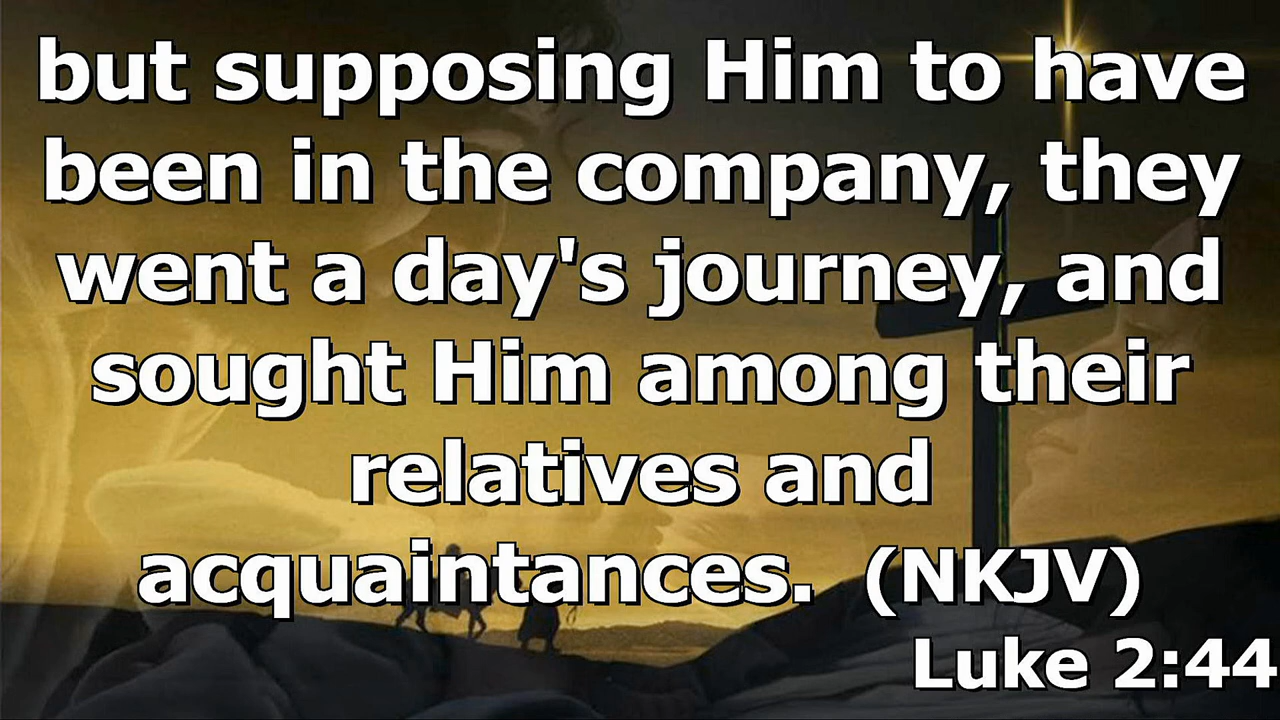 but supposing Him to have
been in the company, they
went a day's journey, and
sought Him among their
relatives and
acquaintances.  (NKJV)
Luke 2:44